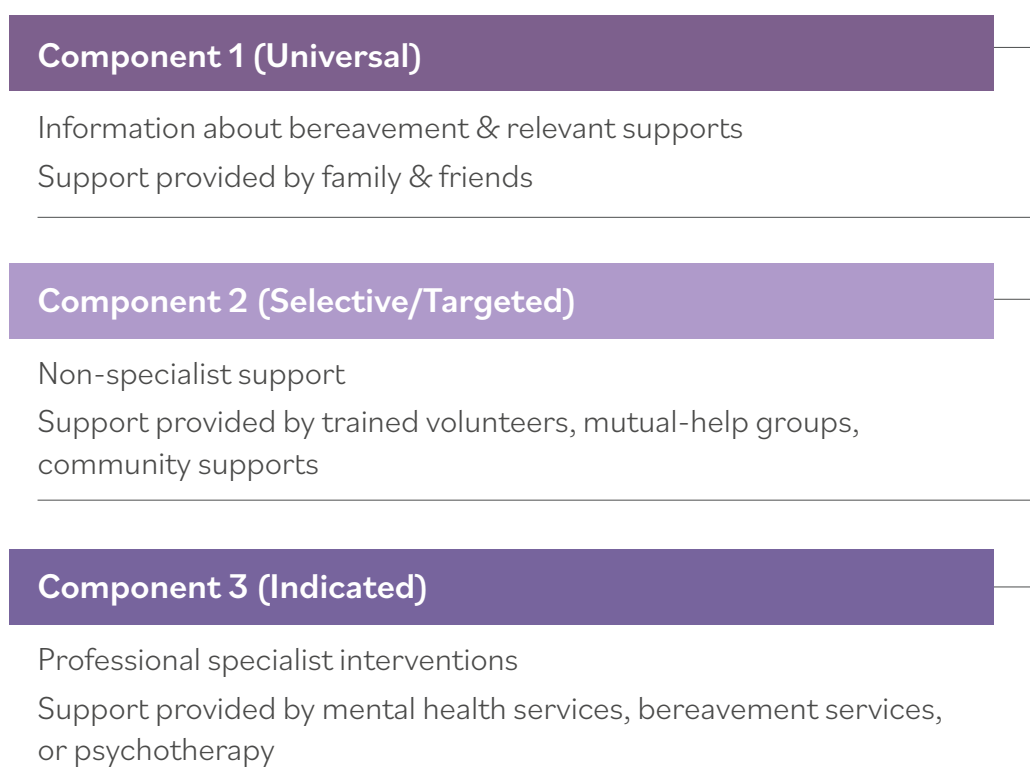 Component 1 (Universal)
Information about bereavement & relevant supports
Support provided by family & friends
Component 2 (Selective/Targeted)
Non-specialist support
Support provided by trained volunteers, mutual-help groups,
community supports
Component 3 (Indicated)
Professional specialist interventions
Support provided by mental health services, bereavement services,
or psychotherapy